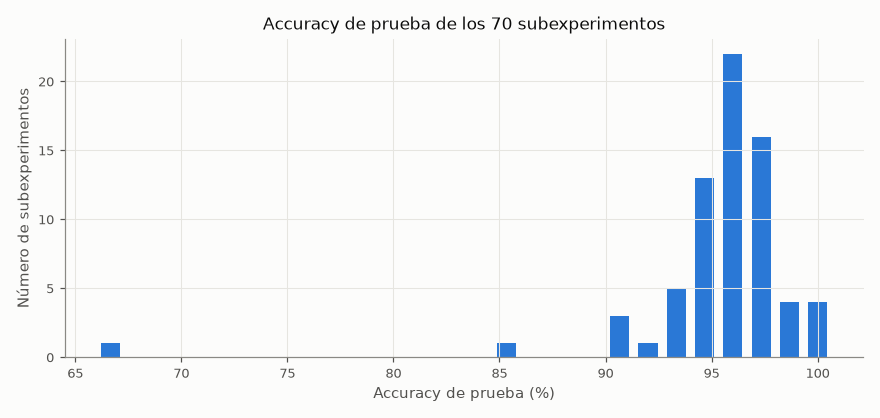 Accuracy de prueba de los 70 subexperimentos
Número de subexperimentos
20
15
10
5
0
65 70 75 80 85 90 95 100
Accuracy de prueba (%)